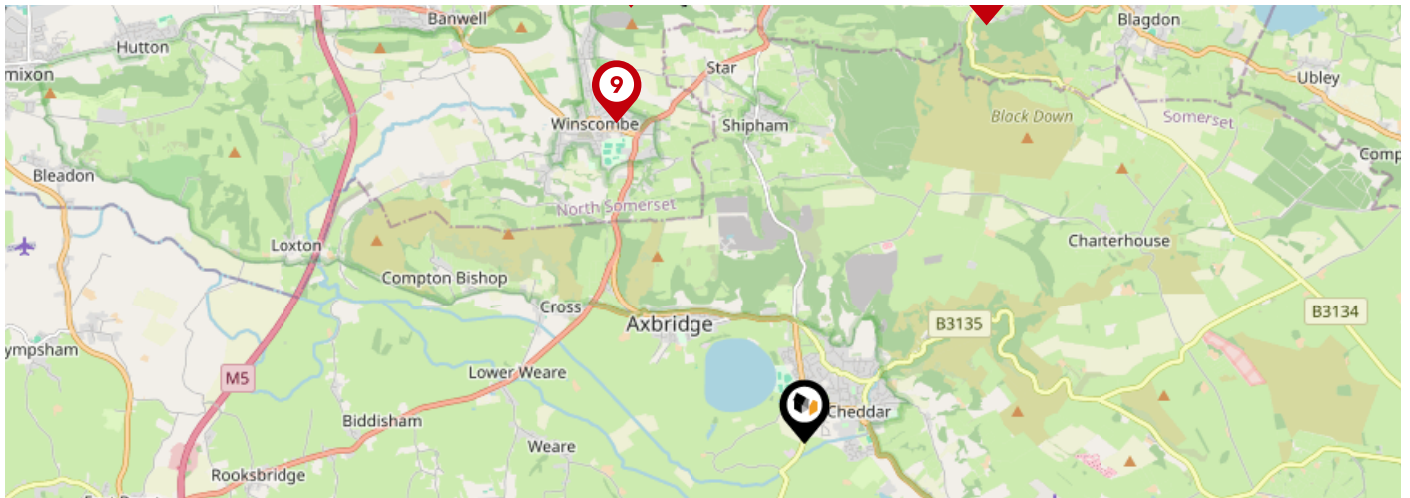 Banwell
Blagdon
Hutton
mixon
Star
Ubley
9
Black Down
Somerset
Winscombe
Shipham
Comp
Bleadon
North Somerset
Loxton
Charterhouse
Compton Bishop
Cross
Axbridge
B3135
B3134
ympsham
M5
Lower Weare
Cheddar
Biddisham
Weare
Rooksbridge